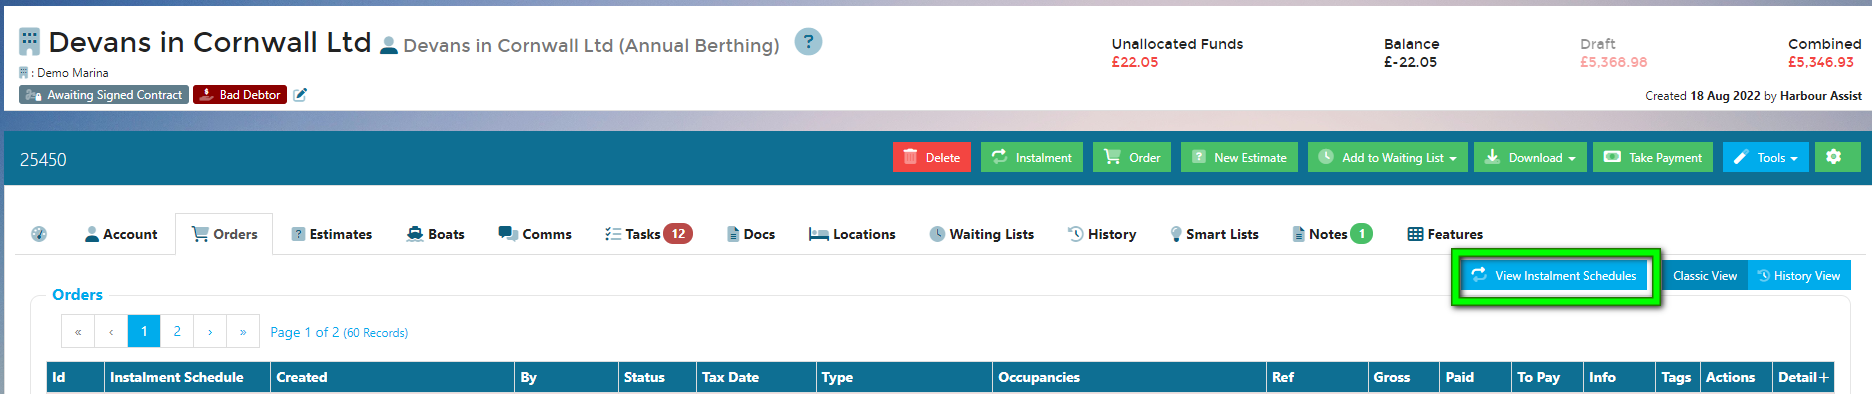 Devans in Cornwall Ltd Devans in Cornwall Ltd (Annual Berthing) ?
: Demo Marina
Awaiting Signed Contract Bad Debtor
Unallocated Funds Balance Draft Combined
£22.05 £-22.05 £5,368.98 £5,346.93
Created 18 Aug 2022 by Harbour Assist
25450 Delete Instalment Order New Estimate Add to Waiting List Download Take Payment Tools
Account Orders Estimates Boats Comms Tasks 12 Docs Locations Waiting Lists History Smart Lists Notes 1 Features
View Instalment Schedules Classic View History View
Orders
« ‹ 1 2 › » Page 1 of 2 (60 Records)
Id Instalment Schedule Created By Status Tax Date Type Occupancies Ref Gross Paid To Pay Info Tags Actions Detail+